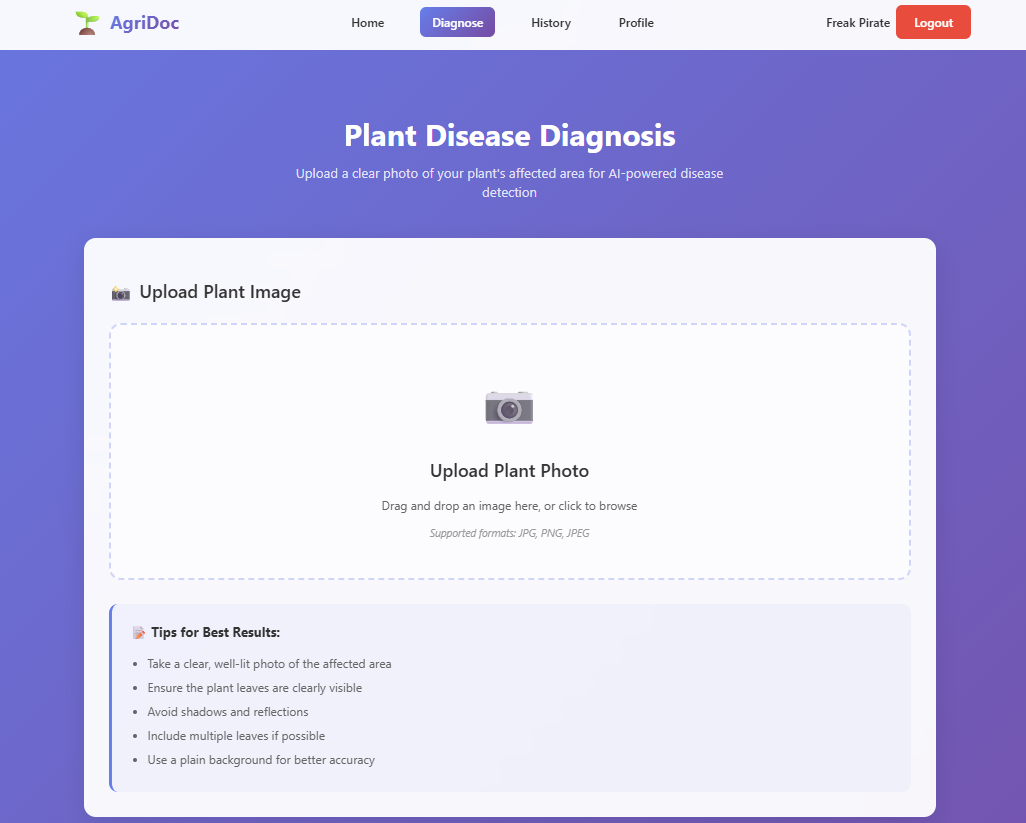 AgriDoc
Home
Diagnose
History
Profile
Freak Pirate
Logout
Plant Disease Diagnosis
Upload a clear photo of your plant's affected area for AI-powered disease
detection
Upload Plant Image
Upload Plant Photo
Drag and drop an image here, or click to browse
Supported formats: JPG, PNG, JPEG
Tips for Best Results:
Take a clear, well-lit photo of the affected area
Ensure the plant leaves are clearly visible
Avoid shadows and reflections
Include multiple leaves if possible
Use a plain background for better accuracy